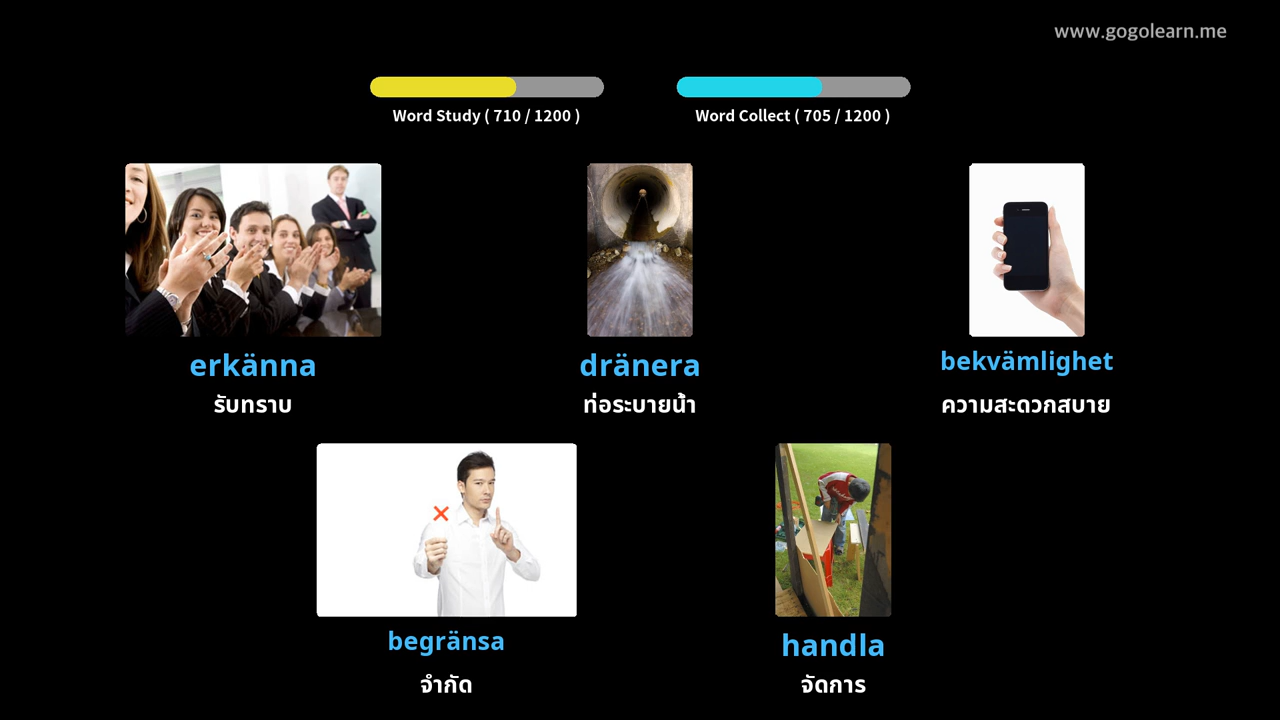 www.gogolearn.me
Word Study ( 710 / 1200 )
Word Collect ( 705 / 1200 )
erkänna
รับทราบ
dränera
ท่อระบายน้ำ
bekvämlighet
ความสะดวกสบาย
begränsa
จำกัด
handla
จัดการ